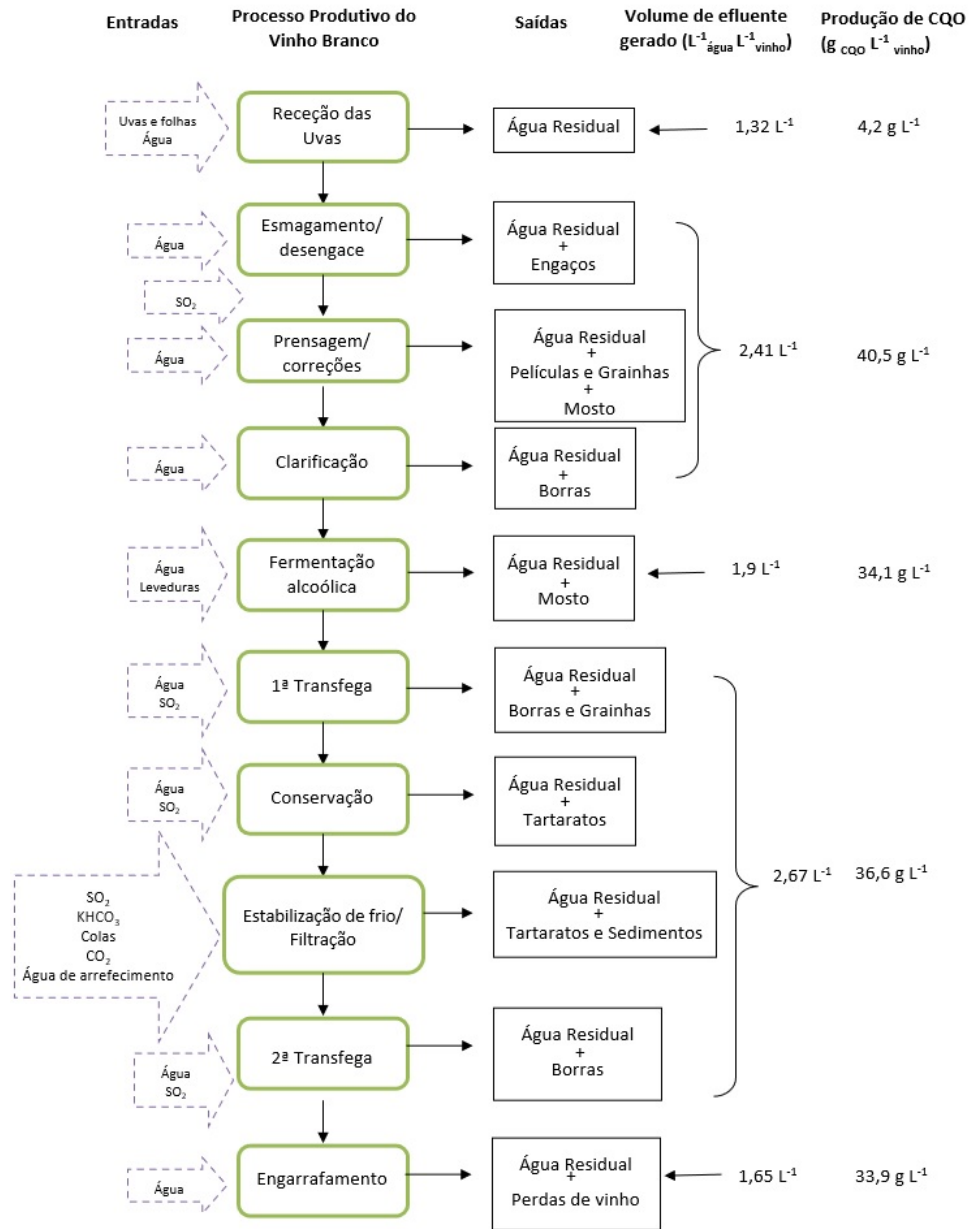 Entradas
Processo Produtivo do
Vinho Branco
Saídas
Volume de efluente
gerado (L⁻¹água L⁻¹vinho)
Produção de CQO
(g CQO L⁻¹ vinho)
Uvas e folhas
Água
Receção das
Uvas
Água Residual
1,32 L⁻¹
4,2 g L⁻¹
Água
Esmagamento/
desengace
Água Residual
+
Engaços
SO₂
Água
Prensagem/
correções
Água Residual
+
Películas e Grainhas
+
Mosto
2,41 L⁻¹
40,5 g L⁻¹
Água
Clarificação
Água Residual
+
Borras
Água
Leveduras
Fermentação
alcoólica
Água Residual
+
Mosto
1,9 L⁻¹
34,1 g L⁻¹
Água
SO₂
1ª Transfega
Água Residual
+
Borras e Grainhas
Água
SO₂
Conservação
Água Residual
+
Tartaratos
SO₂
KHCO₃
Colas
CO₂
Água de arrefecimento
Estabilização de frio/
Filtração
Água Residual
+
Tartaratos e Sedimentos
2,67 L⁻¹
36,6 g L⁻¹
Água
SO₂
2ª Transfega
Água Residual
+
Borras
Água
Engarrafamento
Água Residual
+
Perdas de vinho
1,65 L⁻¹
33,9 g L⁻¹